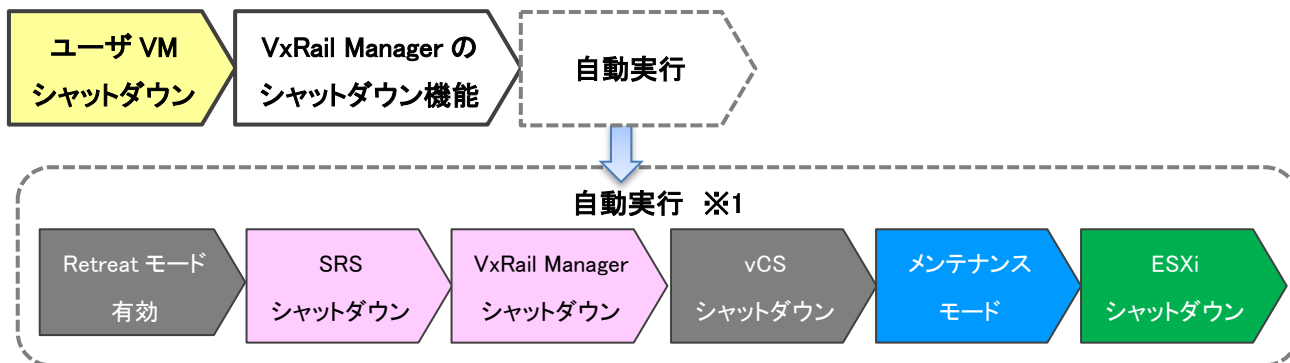 ユーザ VM
シャットダウン
VxRail Manager の
シャットダウン機能
自動実行
自動実行 ※1
Retreat モード
有効
SRS
シャットダウン
VxRail Manager
シャットダウン
vCS
シャットダウン
メンテナンス
モード
ESXi
シャットダウン